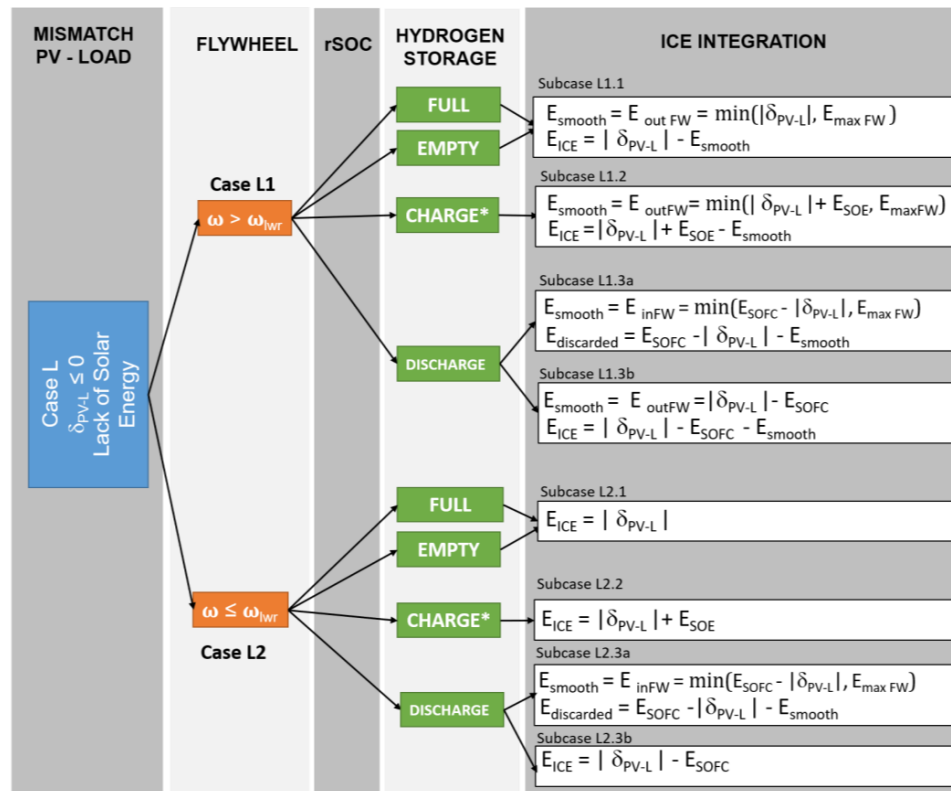 MISMATCH
PV - LOAD
FLYWHEEL
rSOC
HYDROGEN
STORAGE
ICE INTEGRATION
Case L
δPV-L ≤ 0
Lack of Solar
Energy
Case L1
ω > ωlwr
FULL
EMPTY
CHARGE*
DISCHARGE
Subcase L1.1
Esmooth = E out FW = min(|δPV-L|, Emax FW )
EICE = | δPV-L | - Esmooth
Subcase L1.2
Esmooth = E outFW = min(| δPV-L | + ESOE, EmaxFW)
EICE = |δPV-L | + ESOE - Esmooth
Subcase L1.3a
Esmooth = E inFW = min(ESOFC - |δPV-L|, Emax FW)
Ediscarded = ESOFC -| δPV-L | - Esmooth
Subcase L1.3b
Esmooth = E outFW =|δPV-L | - ESOFC
EICE = | δPV-L | - ESOFC - Esmooth
ω ≤ ωlwr
Case L2
FULL
EMPTY
CHARGE*
DISCHARGE
Subcase L2.1
EICE = | δPV-L |
Subcase L2.2
EICE = |δPV-L | + ESOE
Subcase L2.3a
Esmooth = E inFW = min(ESOFC - |δPV-L|, Emax FW)
Ediscarded = ESOFC -|δPV-L | - Esmooth
Subcase L2.3b
EICE = | δPV-L | - ESOFC